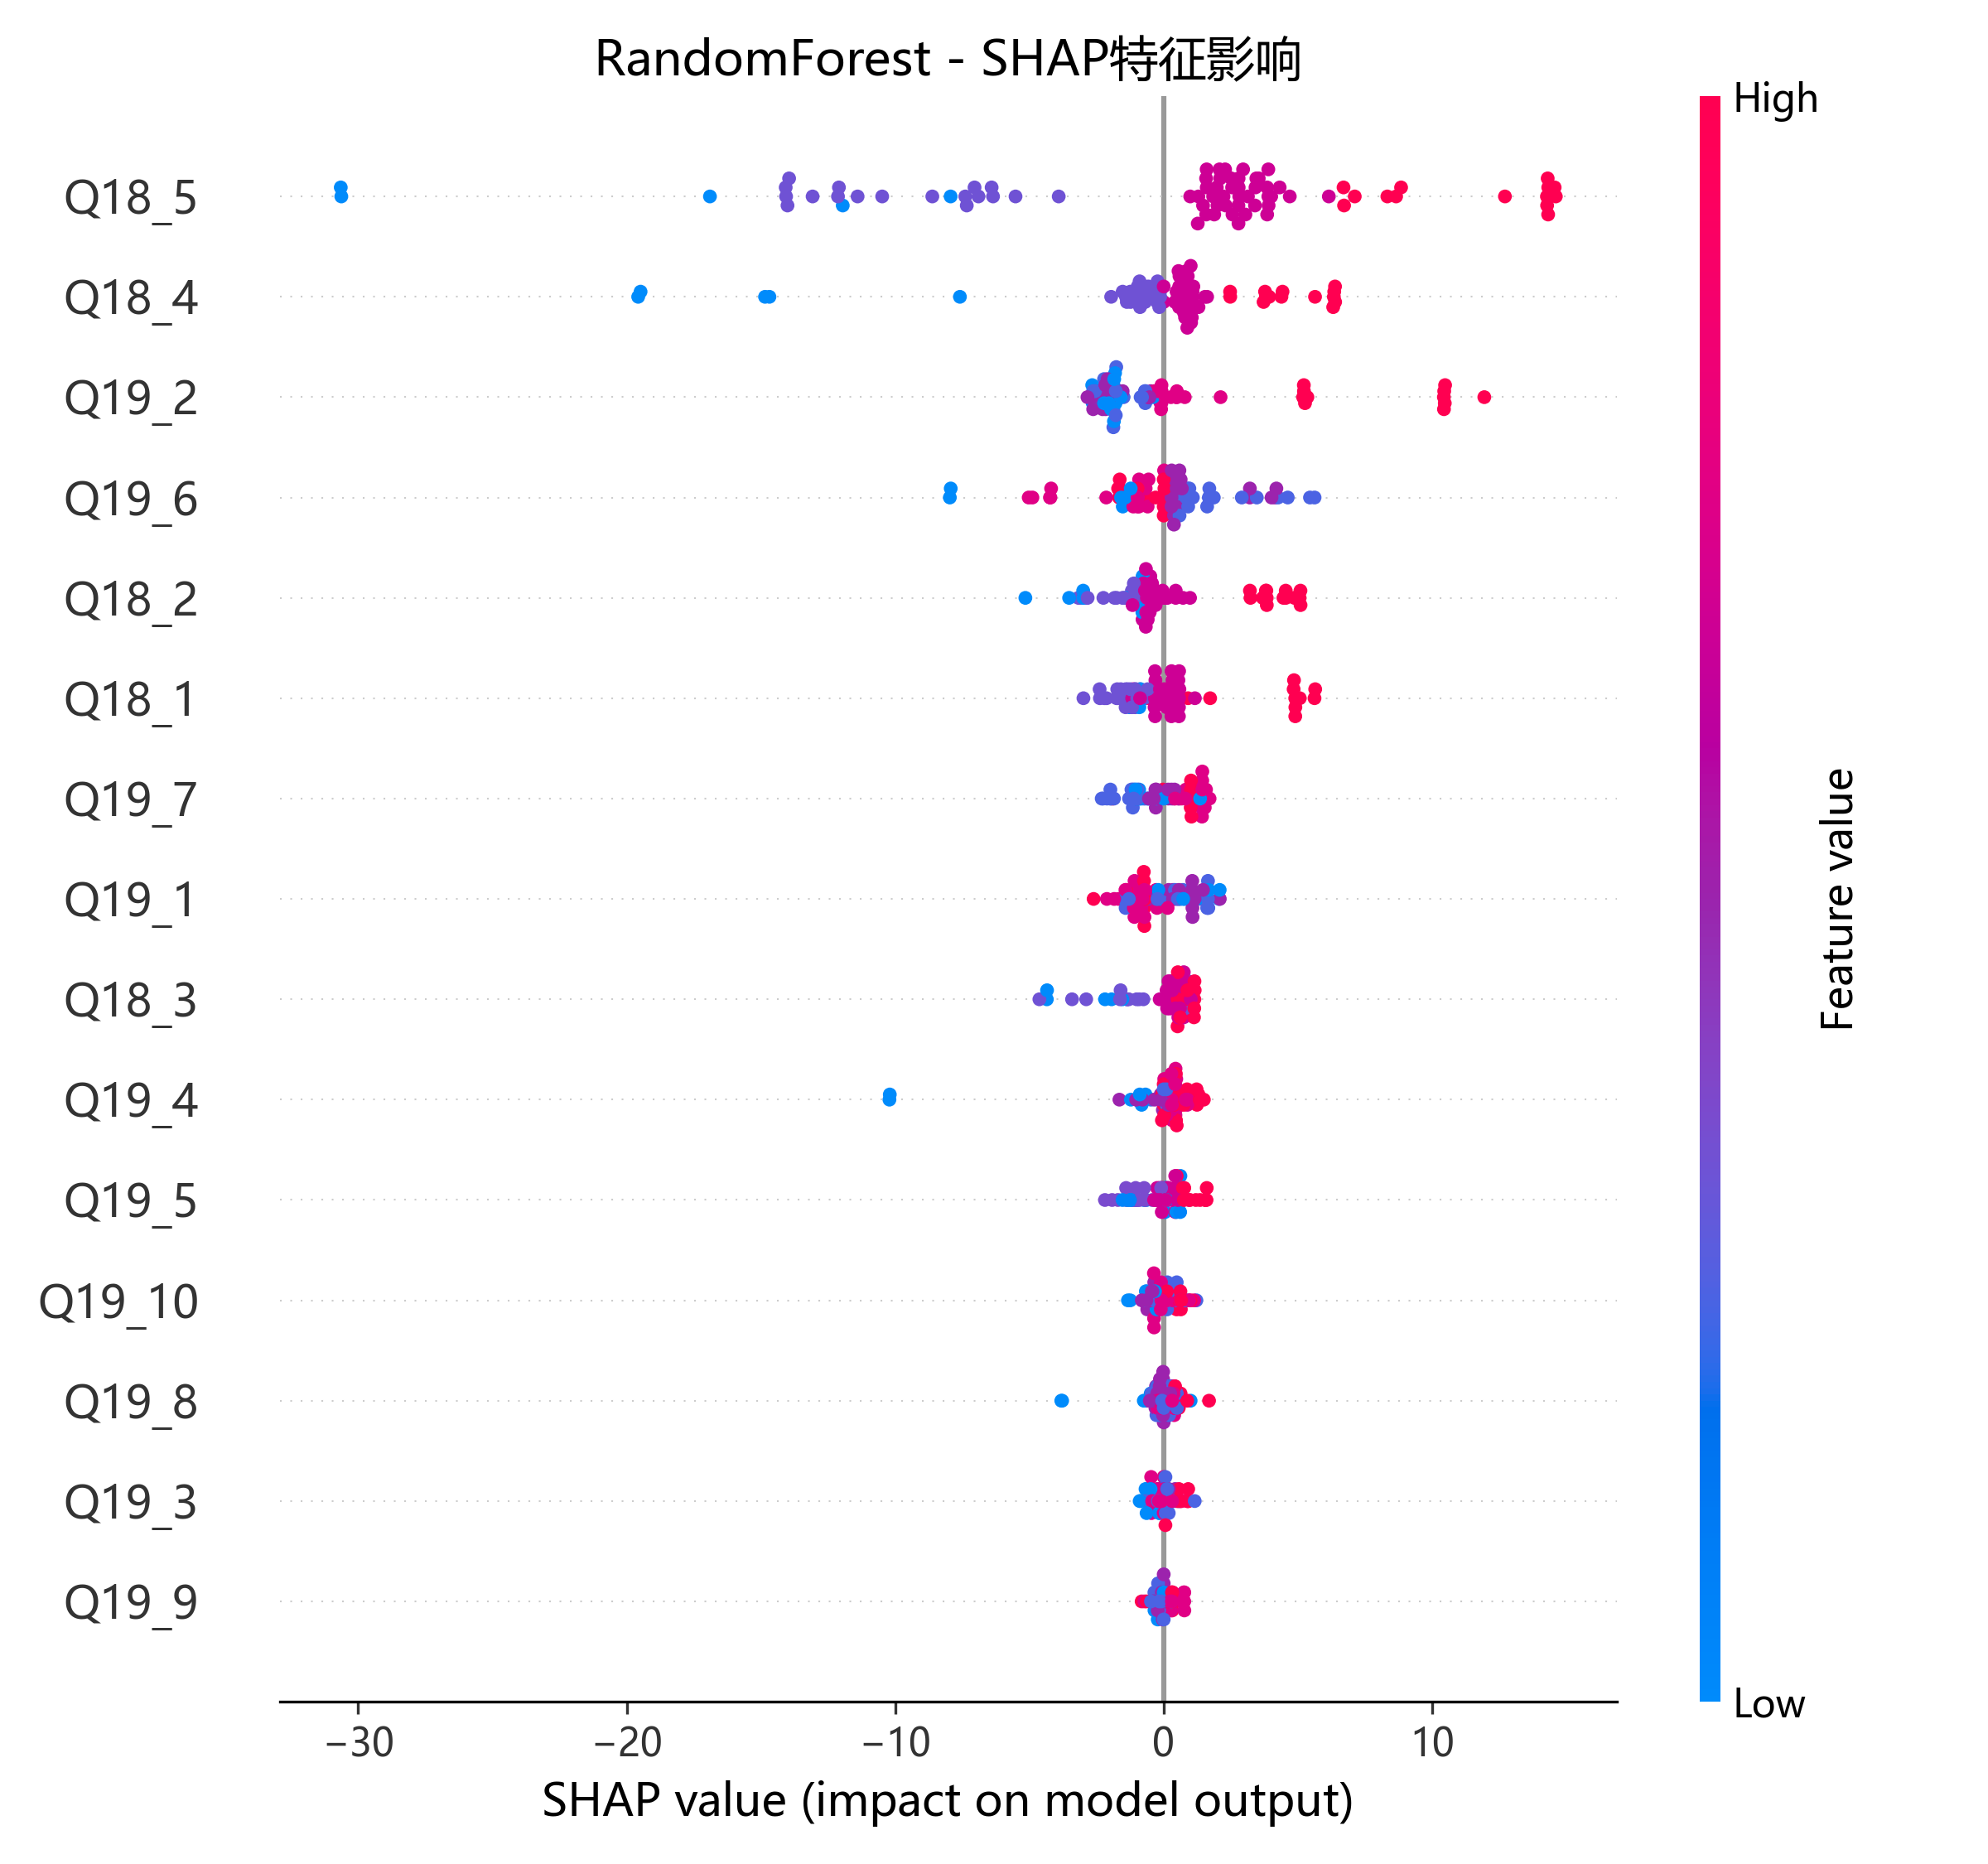 RandomForest - SHAP特征影响
High
Q18_5
Q18_4
Q19_2
Q19_6
Q18_2
Q18_1
Q19_7
Q19_1
Q18_3
Q19_4
Q19_5
Q19_10
Q19_8
Q19_3
Q19_9
Feature value
Low
−30
−20
−10
0
10
SHAP value (impact on model output)